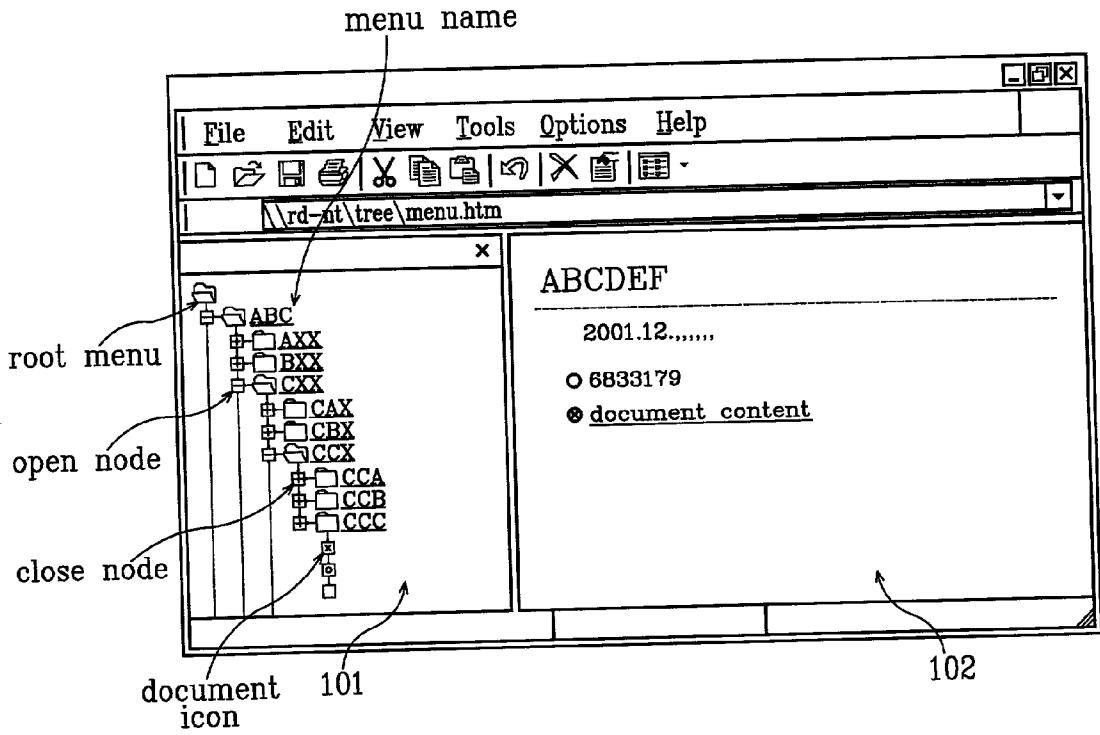 menu name
File Edit View Tools Options Help
\\rd-nt\tree\menu.htm
ABC
AXX
BXX
CXX
CAX
CBX
CCX
CCA
CCB
CCC
root menu
open node
close node
document
icon
101
ABCDEF
2001.12.,,,,,,
6833179
document content
102